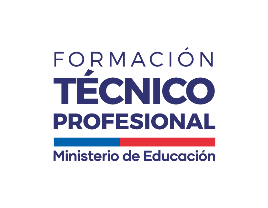 FORMACIÓN
TÉCNICO
PROFESIONAL
Ministerio de Educación